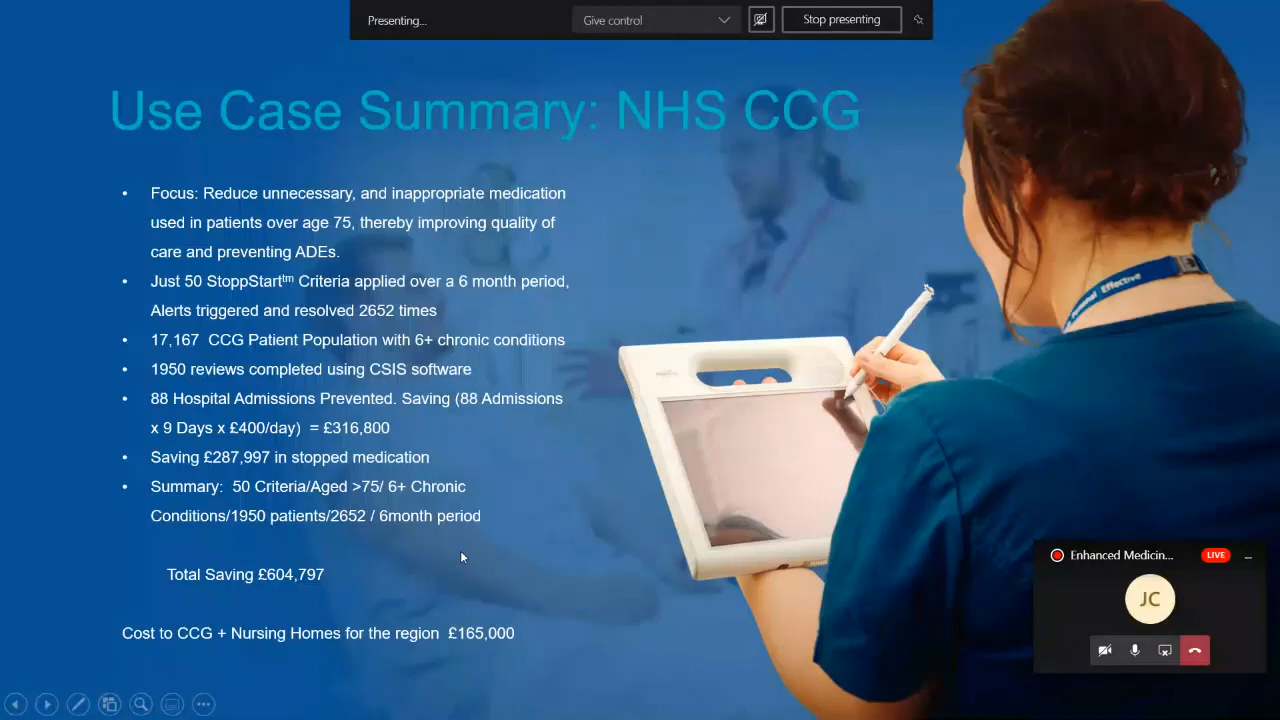 Presenting...
Give control
Stop presenting
Use Case Summary: NHS CCG
• Focus: Reduce unnecessary, and inappropriate medication
used in patients over age 75, thereby improving quality of
care and preventing ADEs.
• Just 50 StoppStart™ Criteria applied over a 6 month period,
Alerts triggered and resolved 2652 times
• 17,167 CCG Patient Population with 6+ chronic conditions
• 1950 reviews completed using CSIS software
• 88 Hospital Admissions Prevented. Saving (88 Admissions
x 9 Days x £400/day) = £316,800
• Saving £287,997 in stopped medication
• Summary: 50 Criteria/Aged >75/ 6+ Chronic
Conditions/1950 patients/2652 / 6month period
Total Saving £604,797
Cost to CCG + Nursing Homes for the region £165,000
Personal Effective
Enhanced Medicin...
LIVE
JC